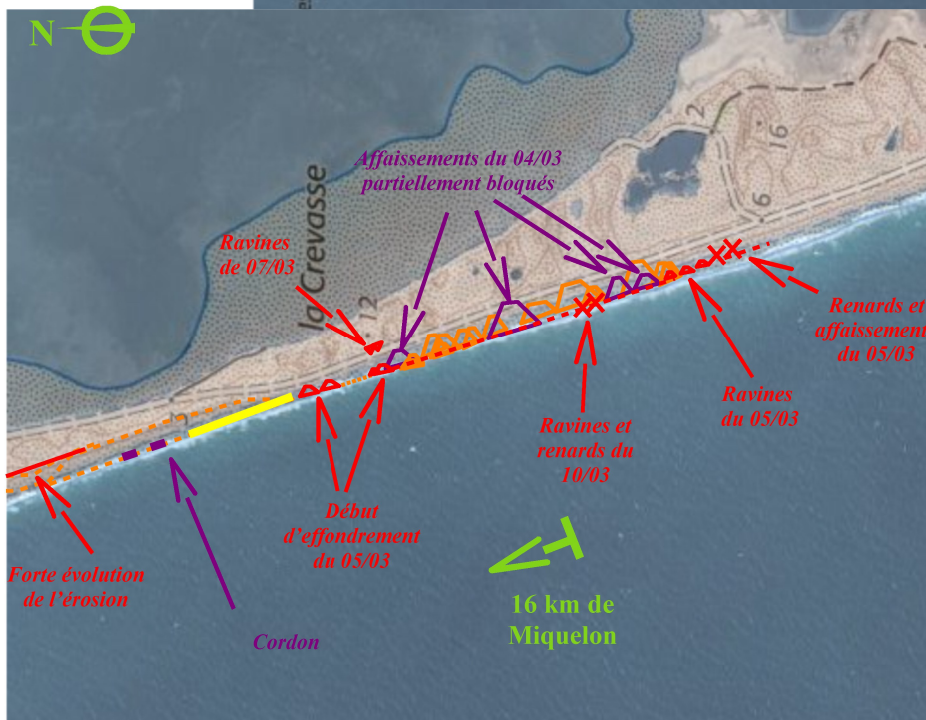 N
Affaissements du 04/03
partiellement bloqués
la Crevasse
Ravines
de 07/03
12
2
16
6
Renards et
affaissement
du 05/03
Ravines
du 05/03
Ravines et
renards du
10/03
Début
d'effondrement
du 05/03
Forte évolution
de l'érosion
Cordon
16 km de
Miquelon